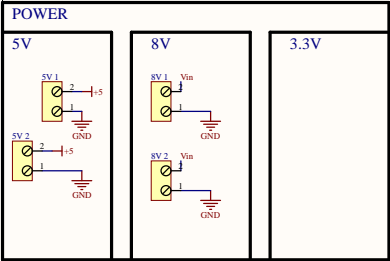 POWER
5V 8V 3.3V
5V 1
2 +5
1
GND
5V 2
2 +5
1
GND
8V 1 Vin
2
1
GND
8V 2 Vin
2
1
GND